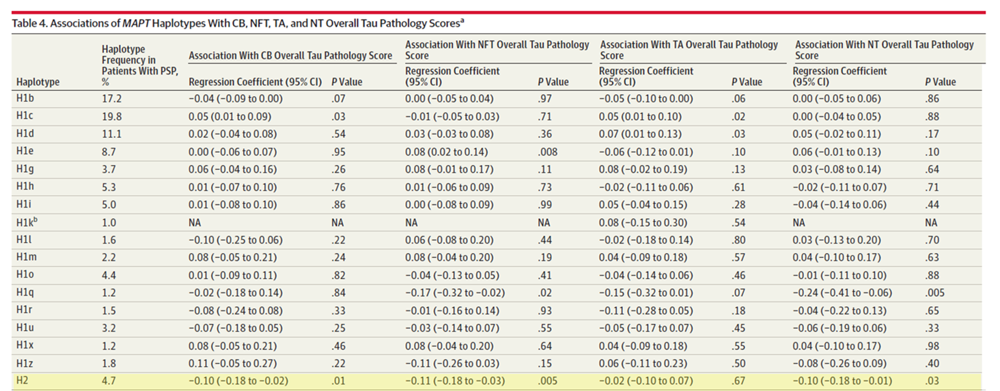 Table 4. Associations of MAPT Haplotypes With CB, NFT, TA, and NT Overall Tau Pathology Scoresª
Haplotype
Haplotype Frequency in Patients With PSP, %
Association With CB Overall Tau Pathology Score
Association With NFT Overall Tau Pathology Score
Association With TA Overall Tau Pathology Score
Association With NT Overall Tau Pathology Score
Regression Coefficient (95% CI) P Value
Regression Coefficient (95% CI) P Value
Regression Coefficient (95% CI) P Value
Regression Coefficient (95% CI) P Value
H1b 17.2 −0.04 (−0.09 to 0.00) .07 0.00 (−0.05 to 0.04) .97 −0.05 (−0.10 to 0.00) .06 0.00 (−0.05 to 0.06) .86
H1c 19.8 0.05 (0.01 to 0.09) .03 −0.01 (−0.05 to 0.03) .71 0.05 (0.01 to 0.10) .02 0.00 (−0.04 to 0.05) .88
H1d 11.1 0.02 (−0.04 to 0.08) .54 0.03 (−0.03 to 0.08) .36 0.07 (0.01 to 0.13) .03 0.05 (−0.02 to 0.11) .17
H1e 8.7 0.00 (−0.06 to 0.07) .95 0.08 (0.02 to 0.14) .008 −0.06 (−0.12 to 0.01) .10 0.06 (−0.01 to 0.13) .10
H1g 3.7 0.06 (−0.04 to 0.16) .26 0.08 (−0.01 to 0.17) .11 0.08 (−0.02 to 0.19) .13 0.03 (−0.08 to 0.14) .64
H1h 5.3 0.01 (−0.07 to 0.10) .76 0.01 (−0.06 to 0.09) .73 −0.02 (−0.11 to 0.06) .61 −0.02 (−0.11 to 0.07) .71
H1i 5.0 0.01 (−0.08 to 0.10) .86 0.00 (−0.08 to 0.09) .99 0.05 (−0.04 to 0.15) .28 −0.04 (−0.14 to 0.06) .44
H1kᵇ 1.0 NA NA NA NA 0.08 (−0.15 to 0.30) .54 NA NA
H1l 1.6 −0.10 (−0.25 to 0.06) .22 0.06 (−0.08 to 0.20) .44 −0.02 (−0.18 to 0.14) .80 0.03 (−0.13 to 0.20) .70
H1m 2.2 0.08 (−0.05 to 0.21) .24 0.08 (−0.04 to 0.20) .19 0.04 (−0.09 to 0.18) .57 0.04 (−0.10 to 0.17) .63
H1o 4.4 0.01 (−0.09 to 0.11) .82 −0.04 (−0.13 to 0.05) .41 −0.04 (−0.14 to 0.06) .46 −0.01 (−0.11 to 0.10) .88
H1q 1.2 −0.02 (−0.18 to 0.14) .84 −0.17 (−0.32 to −0.02) .02 −0.15 (−0.32 to 0.01) .07 −0.24 (−0.41 to −0.06) .005
H1r 1.5 −0.08 (−0.24 to 0.08) .33 −0.01 (−0.16 to 0.14) .93 −0.11 (−0.28 to 0.05) .18 −0.04 (−0.22 to 0.13) .65
H1u 3.2 −0.07 (−0.18 to 0.05) .25 −0.03 (−0.14 to 0.07) .55 −0.05 (−0.17 to 0.07) .45 −0.06 (−0.19 to 0.06) .33
H1x 1.2 0.08 (−0.05 to 0.21) .46 0.08 (−0.04 to 0.20) .64 0.04 (−0.09 to 0.18) .55 0.04 (−0.10 to 0.17) .98
H1z 1.8 0.11 (−0.05 to 0.27) .22 −0.11 (−0.26 to 0.03) .15 0.06 (−0.11 to 0.23) .50 −0.08 (−0.26 to 0.09) .40
H2 4.7 −0.10 (−0.18 to −0.02) .01 −0.11 (−0.18 to −0.03) .005 −0.02 (−0.10 to 0.07) .67 −0.10 (−0.18 to −0.01) .03